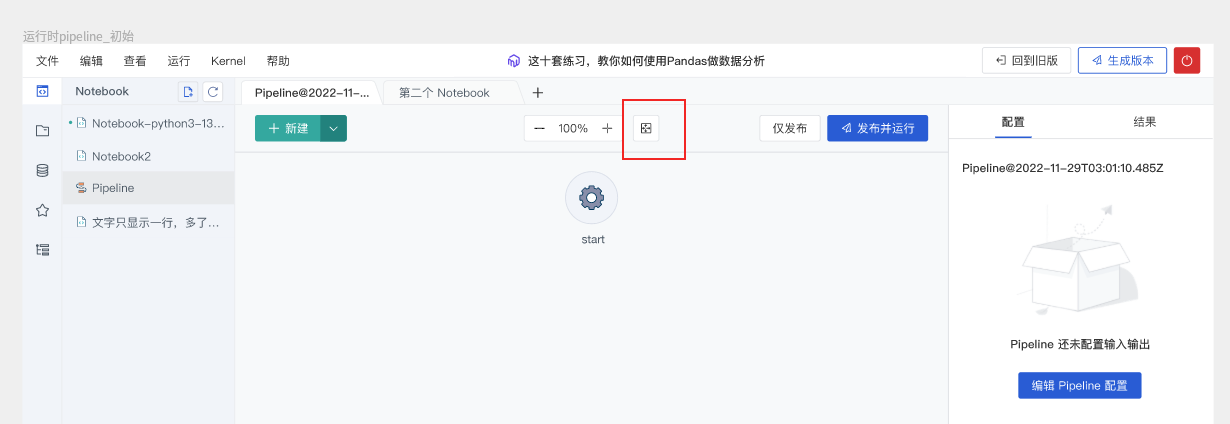 运行时pipeline_初始
文件 编辑 查看 运行 Kernel 帮助 这十套练习，教你如何使用Pandas做数据分析 回到旧版 生成版本
Notebook Pipeline@2022-11-... 第二个 Notebook +
Notebook-python3-13...
Notebook2
Pipeline
文字只显示一行，多了...
+ 新建 — 100% + 仅发布 发布并运行
start
配置 结果
Pipeline@2022-11-29T03:01:10.485Z
Pipeline 还未配置输入输出
编辑 Pipeline 配置